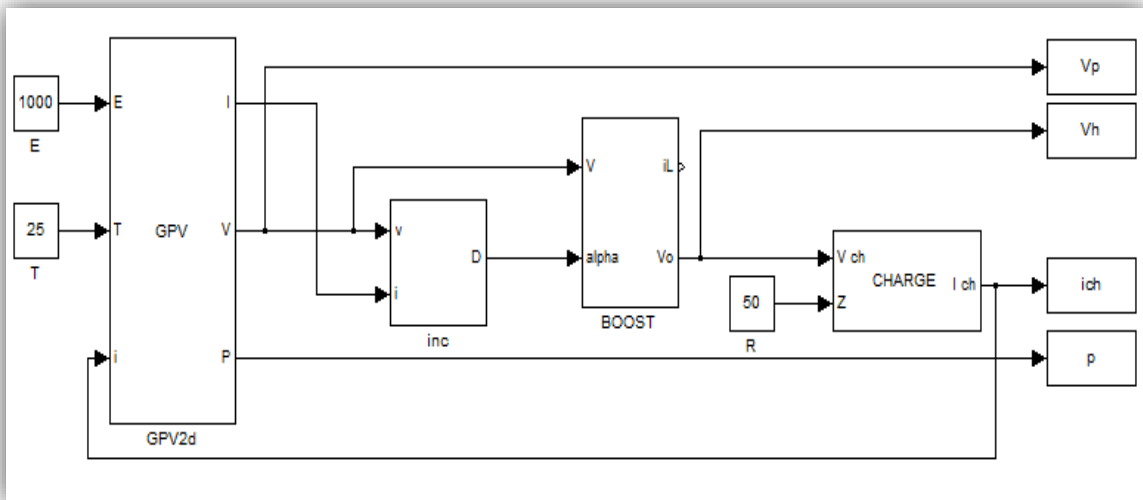 1000
E
25
T
E
T
i
GPV
I
V
P
GPV2d
v
i
D
inc
V
alpha
iL
Vo
BOOST
50
R
V ch
Z
CHARGE
I ch
Vp
Vh
ich
p